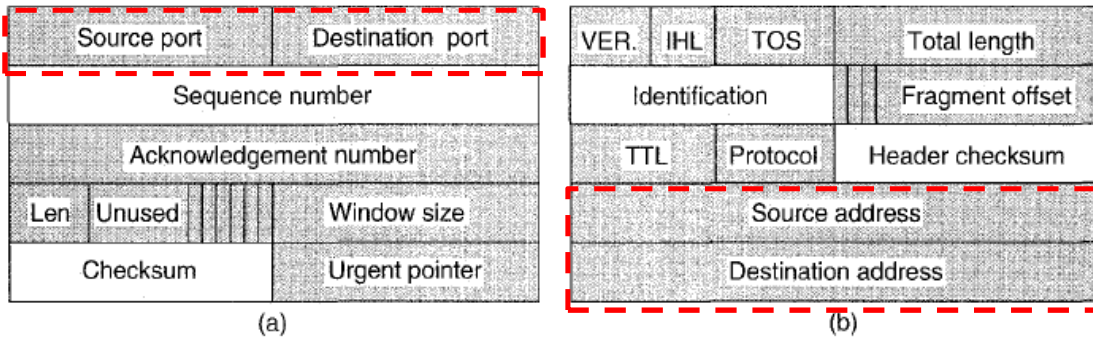 Source port Destination port
Sequence number
Acknowledgement number
Len Unused Window size
Checksum Urgent pointer
(a)
VER. IHL TOS Total length
Identification Fragment offset
TTL Protocol Header checksum
Source address
Destination address
(b)